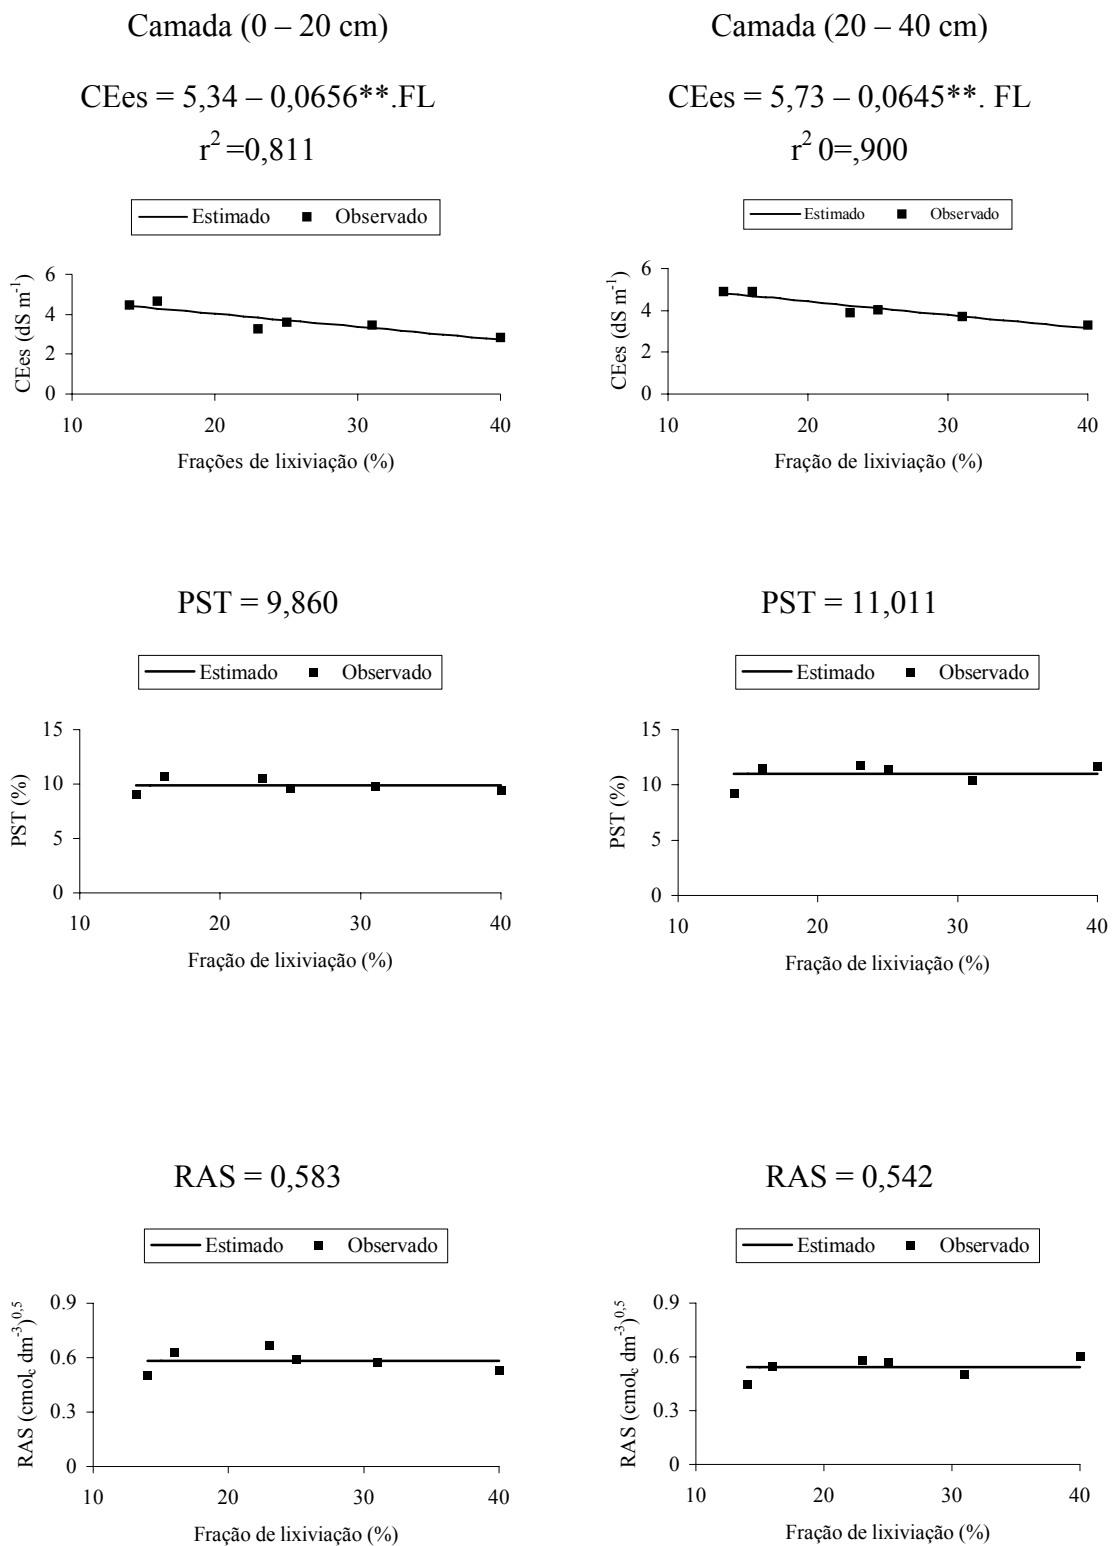 Camada (0 – 20 cm)
CEes = 5,34 – 0,0656**.FL
r² =0,811
Estimado Observado
6
4
2
0
CEes (dS m⁻¹)
10 20 30 40
Frações de lixiviação (%)
Camada (20 – 40 cm)
CEes = 5,73 – 0,0645**. FL
r² 0=,900
Estimado Observado
6
4
2
0
CEes (dS m⁻¹)
10 20 30 40
Fração de lixiviação (%)
PST = 9,860
Estimado Observado
15
10
5
0
PST (%)
10 20 30 40
Fração de lixiviação (%)
PST = 11,011
Estimado Observado
15
10
5
0
PST (%)
10 20 30 40
Fração de lixiviação (%)
RAS = 0,583
Estimado Observado
0.9
0.6
0.3
0
RAS (cmolc dm⁻³)⁰,⁵
10 20 30 40
Fração de lixiviação (%)
RAS = 0,542
Estimado Observado
0.9
0.6
0.3
0
RAS (cmolc dm⁻³)⁰,⁵
10 20 30 40
Fração de lixiviação (%)